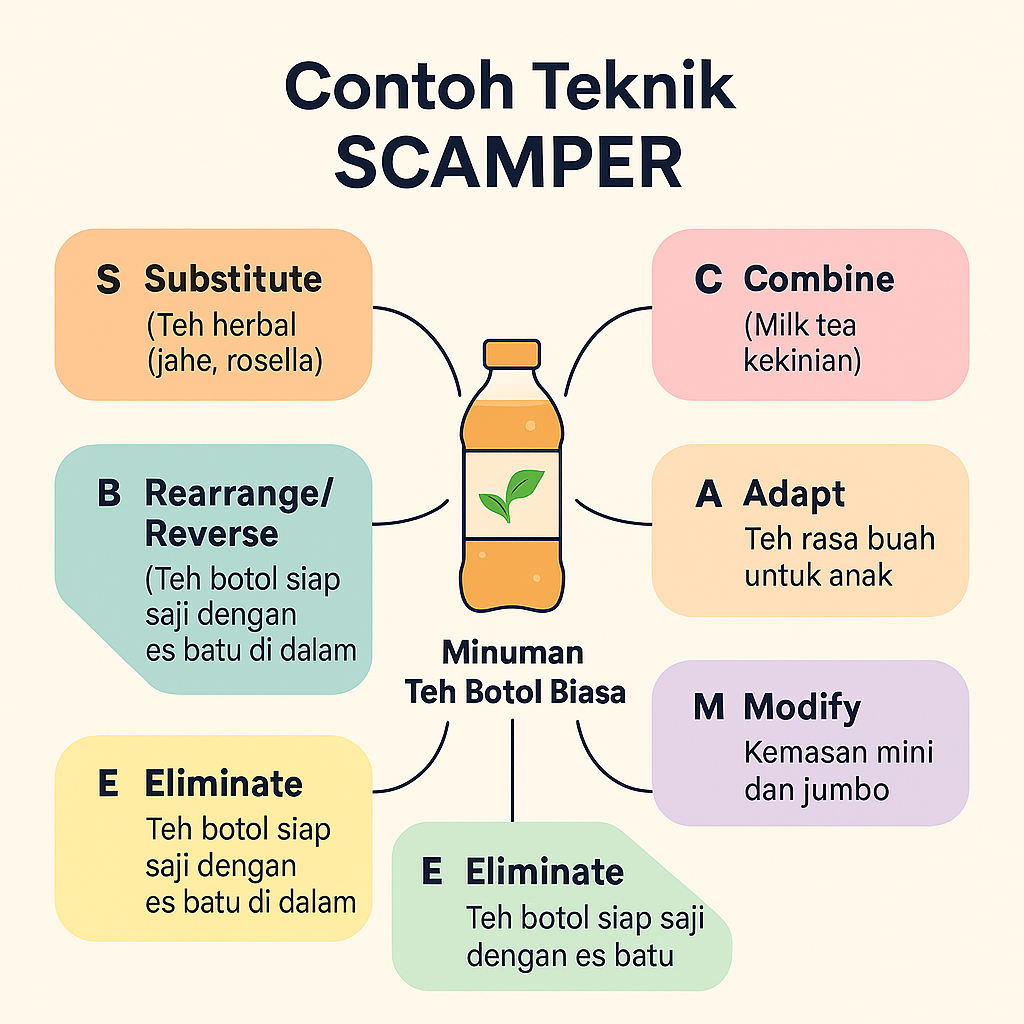 Contoh Teknik
SCAMPER
S Substitute
(Teh herbal
(jahe, rosella)
C Combine
(Milk tea
kekinian)
B Rearrange/
Reverse
(Teh botol siap
saji dengan
es batu di dalam
A Adapt
Teh rasa buah
untuk anak
Minuman
Teh Botol Biasa
M Modify
Kemasan mini
dan jumbo
E Eliminate
Teh botol siap
saji dengan
es batu di dalam
E Eliminate
Teh botol siap saji
dengan es batu